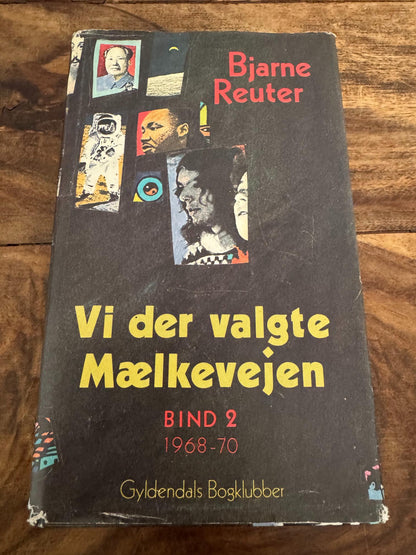 Bjarne
Reuter
Vi der valgte
Mælkevejen
BIND 2
1968-70
Gyldendals Bogklubber